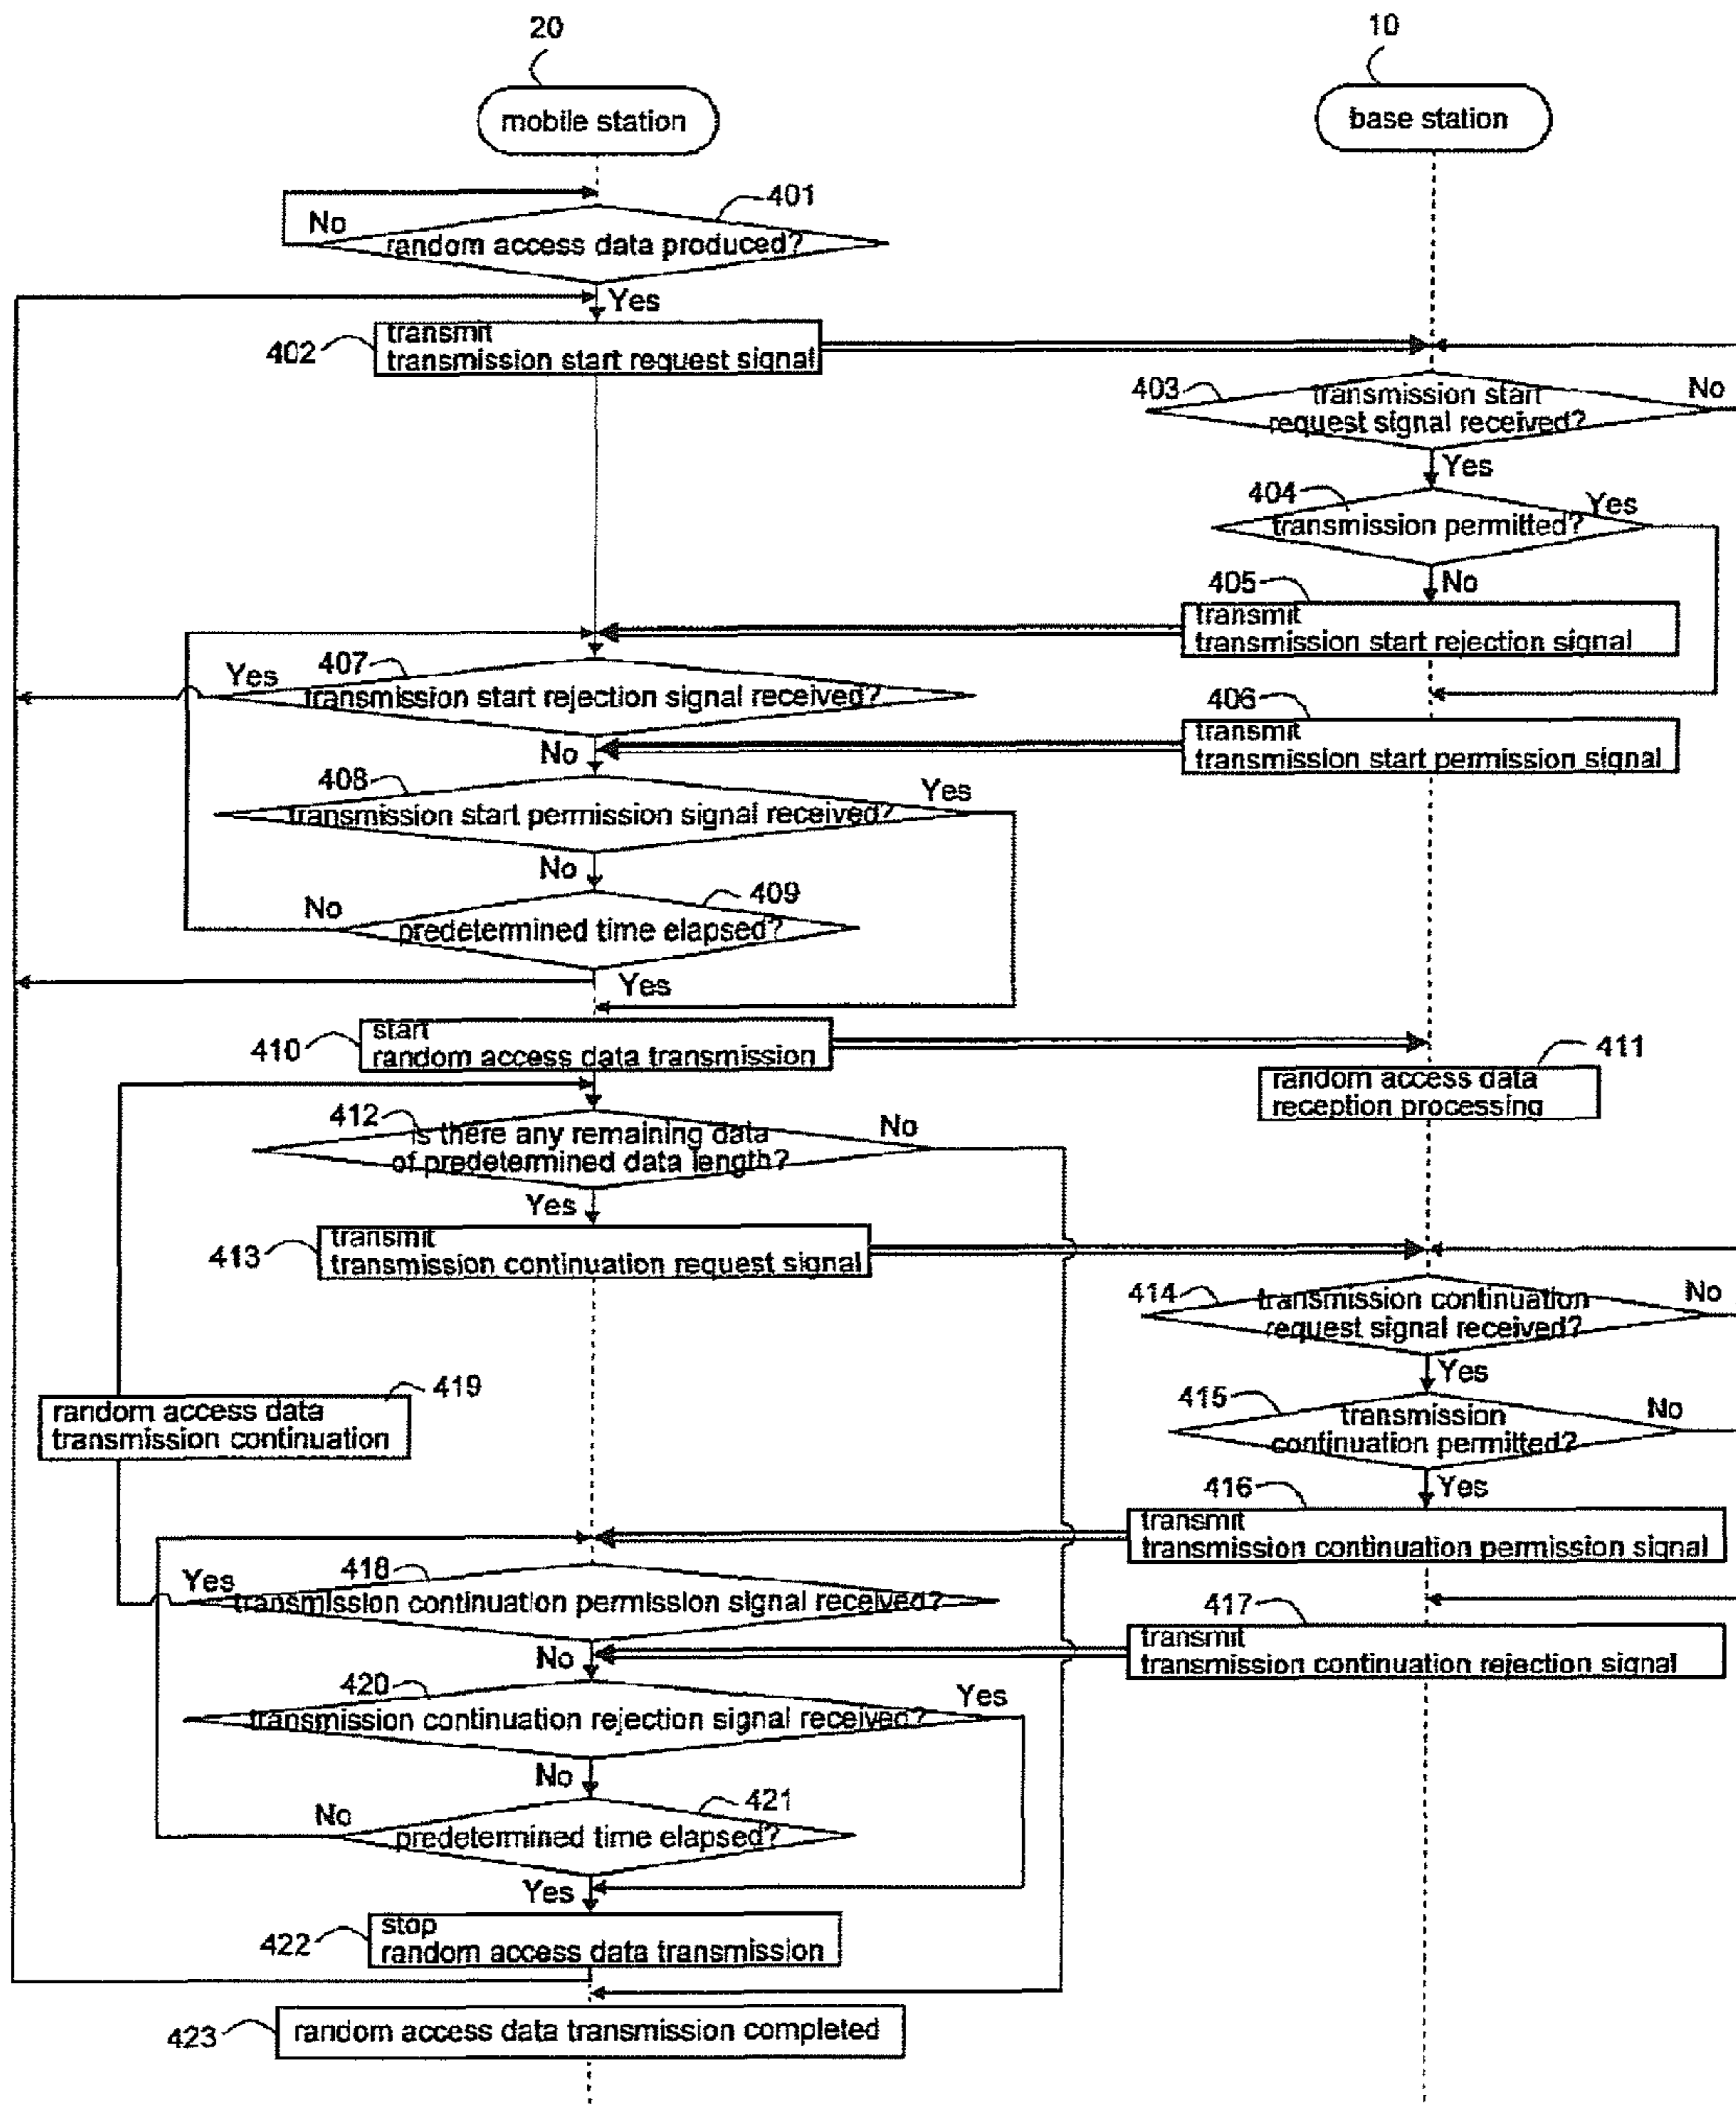 20
10
mobile station
base station
401
No
random access data produced?
Yes
402
transmit
transmission start request signal
403
transmission start
request signal received?
No
Yes
404
transmission permitted?
Yes
No
405
transmit
transmission start rejection signal
407
Yes
transmission start rejection signal received?
No
406
transmit
transmission start permission signal
408
transmission start permission signal received?
Yes
No
409
No
predetermined time elapsed?
Yes
410
start
random access data transmission
411
random access data
reception processing
412
is there any remaining data
of predetermined data length?
No
Yes
413
transmit
transmission continuation request signal
414
transmission continuation
request signal received?
No
Yes
419
random access data
transmission continuation
415
transmission
continuation permitted?
No
Yes
416
transmit
transmission continuation permission signal
418
Yes
transmission continuation permission signal received?
No
417
transmit
transmission continuation rejection signal
420
transmission continuation rejection signal received?
Yes
No
421
No
predetermined time elapsed?
Yes
422
stop
random access data transmission
423
random access data transmission completed